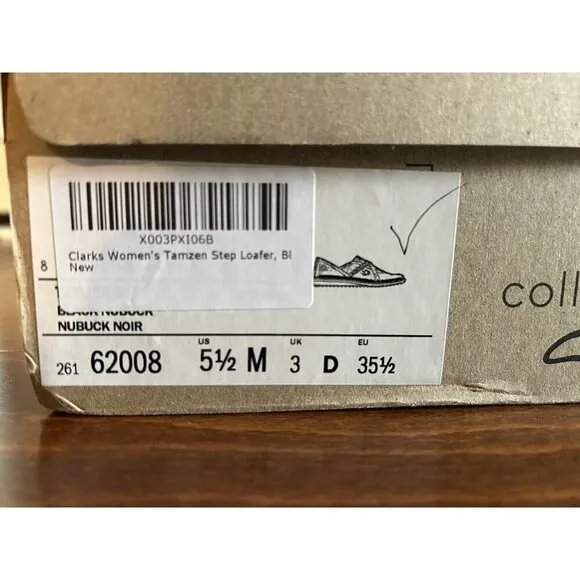 X003PXI06B
Clarks Women's Tamzen Step Loafer, Bl
New
8
BLACK NUBUCK
NUBUCK NOIR
US UK EU
261 62008 5½ M 3 D 35½
coll